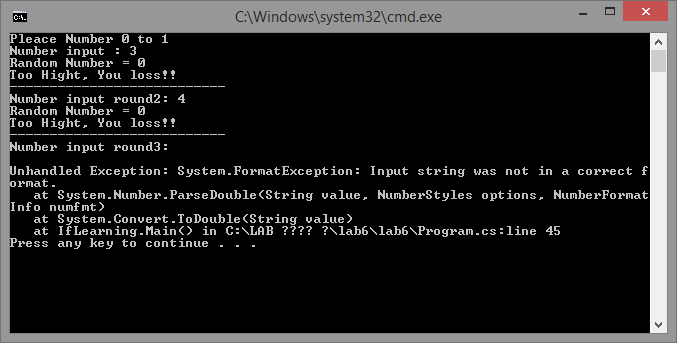 C:\Windows\system32\cmd.exe
Pleace Number 0 to 1
Number input : 3
Random Number = 0
Too Hight, You loss!!
---------------------------
Number input round2: 4
Random Number = 0
Too Hight, You loss!!
---------------------------
Number input round3:
Unhandled Exception: System.FormatException: Input string was not in a correct f
ormat.
   at System.Number.ParseDouble(String value, NumberStyles options, NumberFormat
Info numfmt)
   at System.Convert.ToDouble(String value)
   at IfLearning.Main() in C:\LAB ???? ?\lab6\lab6\Program.cs:line 45
Press any key to continue . . .